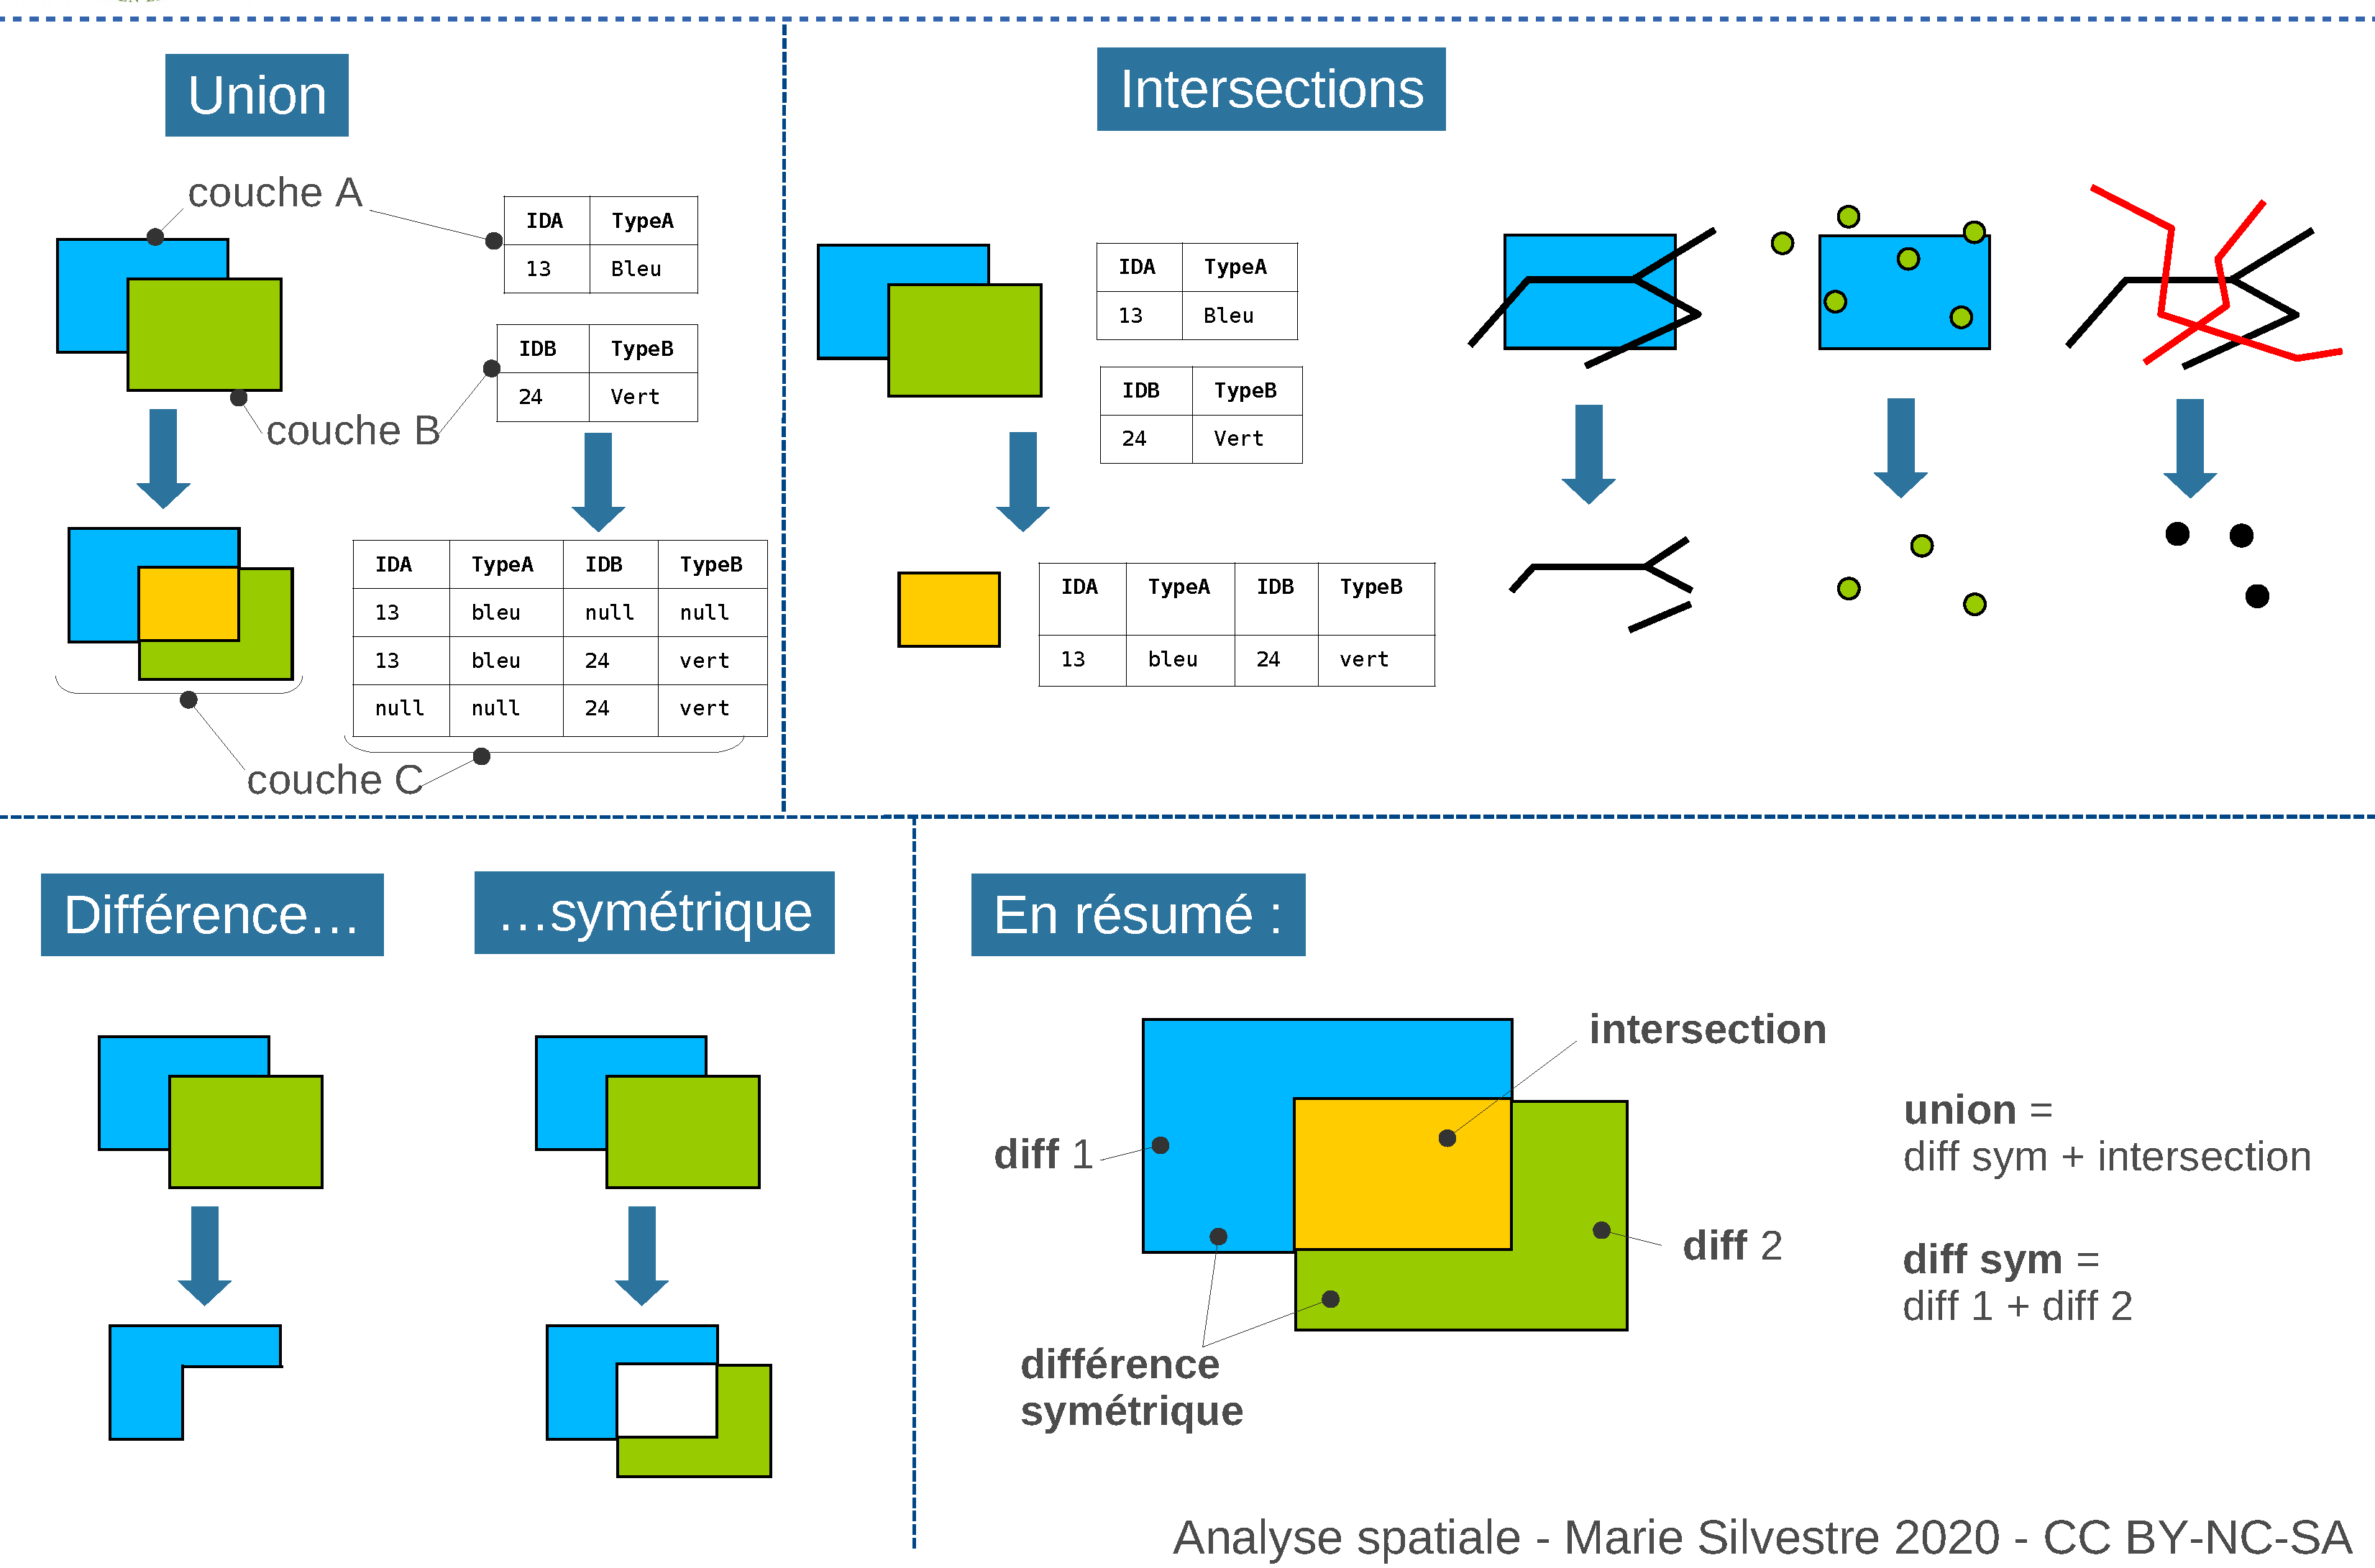 Union
couche A
IDA TypeA
13 Bleu
IDB TypeB
24 Vert
couche B
IDA TypeA IDB TypeB
13 bleu null null
13 bleu 24 vert
null null 24 vert
couche C
Intersections
IDA TypeA
13 Bleu
IDB TypeB
24 Vert
IDA TypeA IDB TypeB
13 bleu 24 vert
Différence…
…symétrique
En résumé :
intersection
diff 1
diff 2
différence
symétrique
union =
diff sym + intersection
diff sym =
diff 1 + diff 2
Analyse spatiale - Marie Silvestre 2020 - CC BY-NC-SA